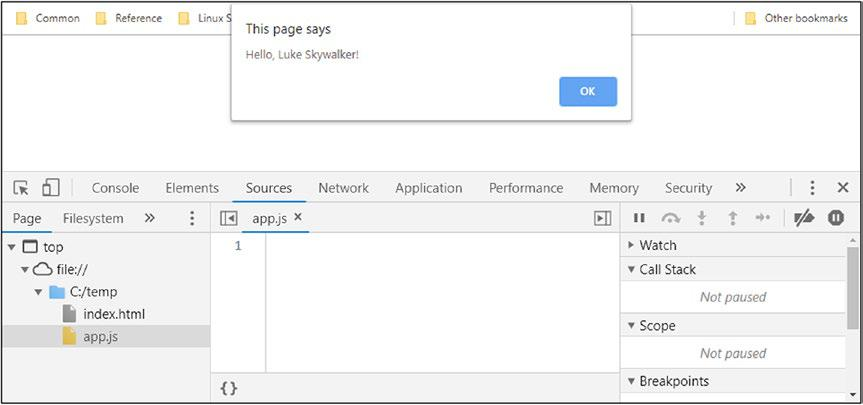 Common Reference Linux S Other bookmarks
This page says
Hello, Luke Skywalker!
OK
Console Elements Sources Network Application Performance Memory Security »
Page Filesystem »
app.js ×
top
file://
C:/temp
index.html
app.js
1
{}
Watch
Call Stack
Not paused
Scope
Not paused
Breakpoints